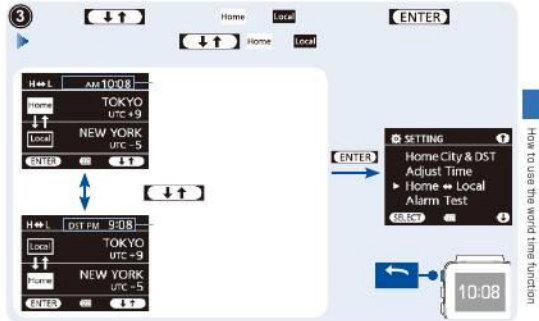 3 ↓↑ Home Local ENTER
↓↑ Home Local
H↔L AM 10:08
Home TOKYO
UTC +9
↓↑
Local NEW YORK
UTC -5
ENTER ↓↑
↓↑
H↔L DST PM 9:08
Local TOKYO
UTC +9
↓↑
Home NEW YORK
UTC -5
ENTER ↓↑
ENTER
SETTING
Home City & DST
Adjust Time
Home ↔ Local
Alarm Test
SELECT
10:08
How to use the world time function